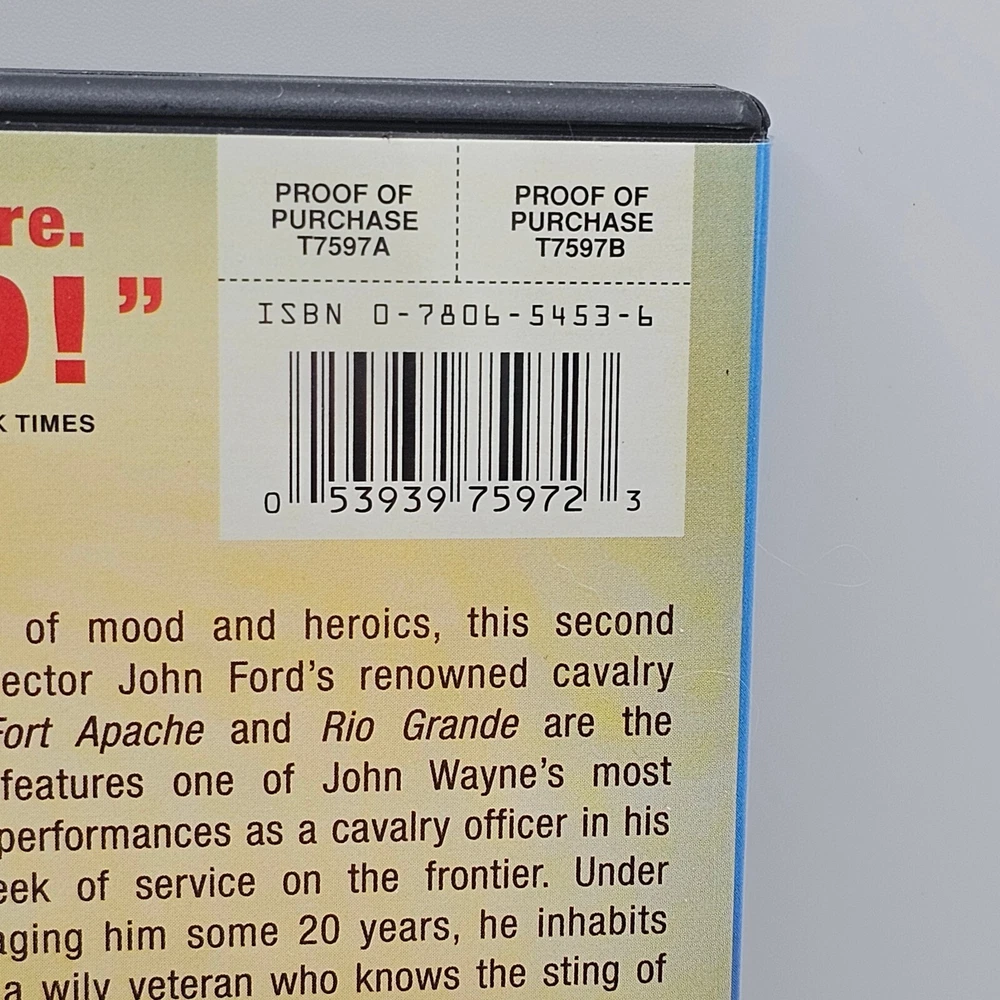 re.
PROOF OF
PURCHASE
T7597A
PROOF OF
PURCHASE
T7597B
!”
ISBN 0-7806-5453-6
K TIMES
0 53939 75972 3
of mood and heroics, this second
ector John Ford’s renowned cavalry
Fort Apache and Rio Grande are the
features one of John Wayne’s most
performances as a cavalry officer in his
eek of service on the frontier. Under
aging him some 20 years, he inhabits
a wily veteran who knows the sting of